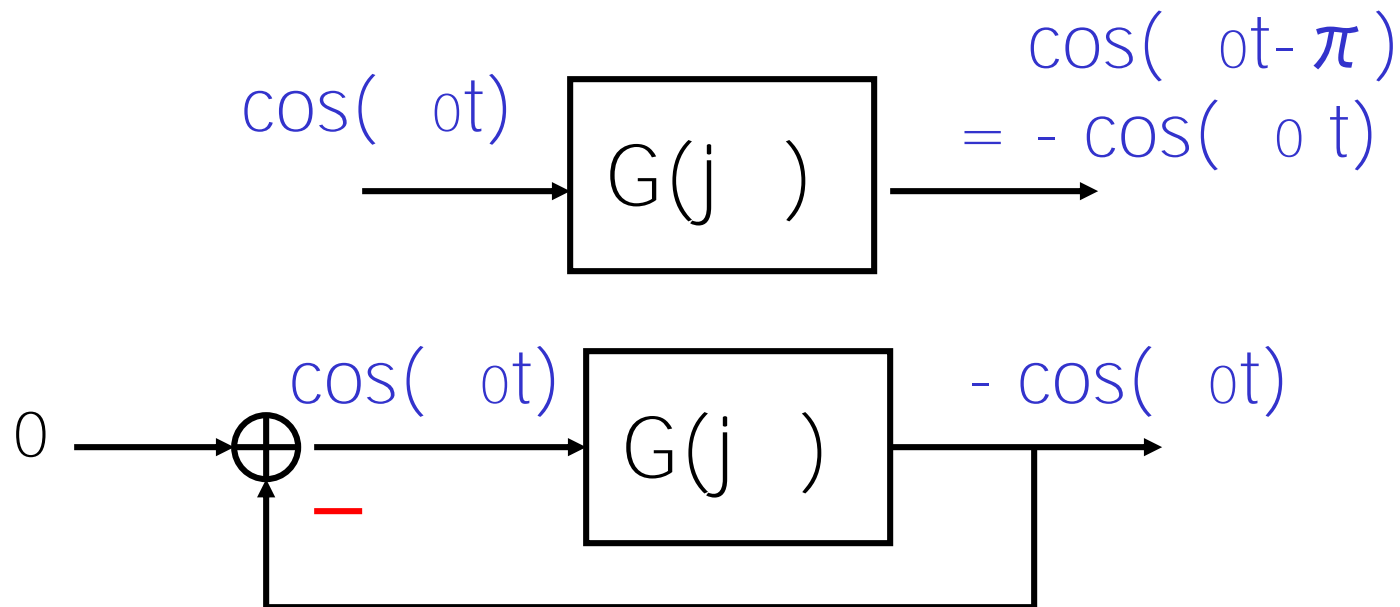 cos( 0t-π)
cos( 0t)
= - cos( 0 t)
G(j )
cos( 0t)
- cos( 0t)
0
G(j )
−